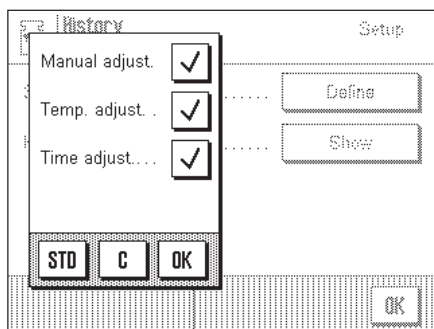 History
Setup
Manual adjust.
Temp. adjust. .
Define
Time adjust....
Show
STD C OK
OK